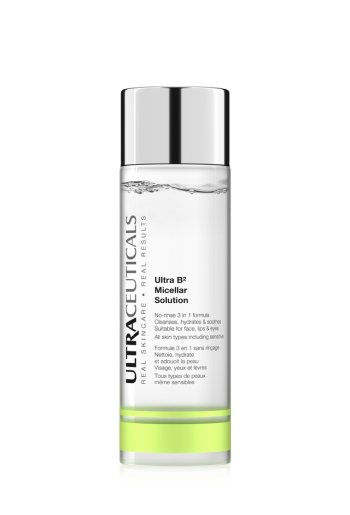 ULTRACEUTICALS
REAL SKINCARE • REAL RESULTS
Ultra B²
Micellar
Solution
No-rinse 3 in 1 formula
Cleanses, hydrates & soothes
Suitable for face, lips & eyes
All skin types including sensitive
Formule 3 en 1 sans rinçage
Nettoie, hydrate
et adoucit la peau
Visage, yeux et lèvres
Tous types de peaux
même sensibles